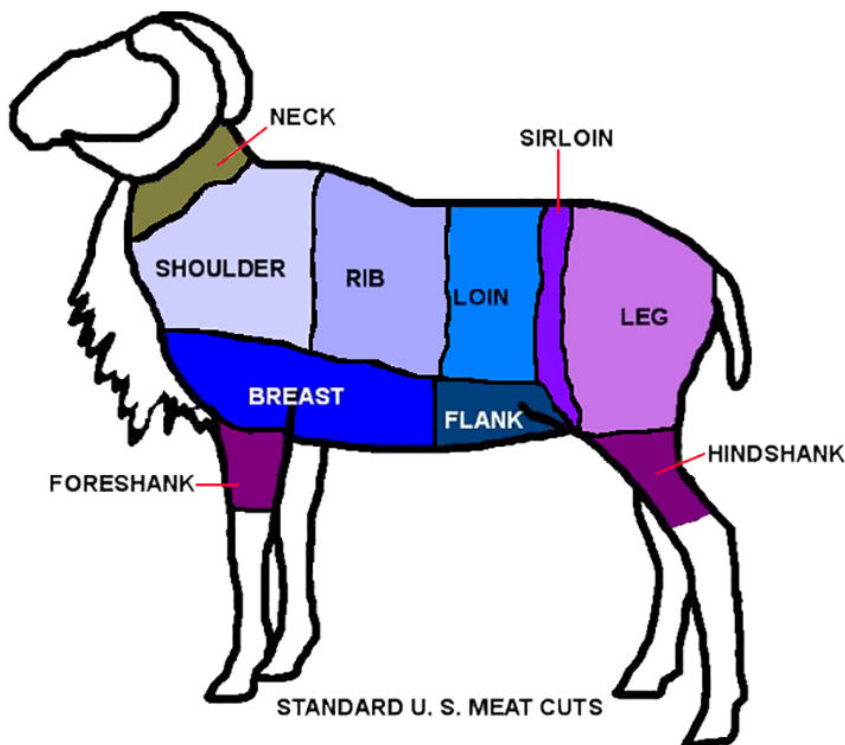 NECK
SIRLOIN
SHOULDER
RIB
LOIN
LEG
BREAST
FLANK
HINDSHANK
FORESHANK
STANDARD U. S. MEAT CUTS